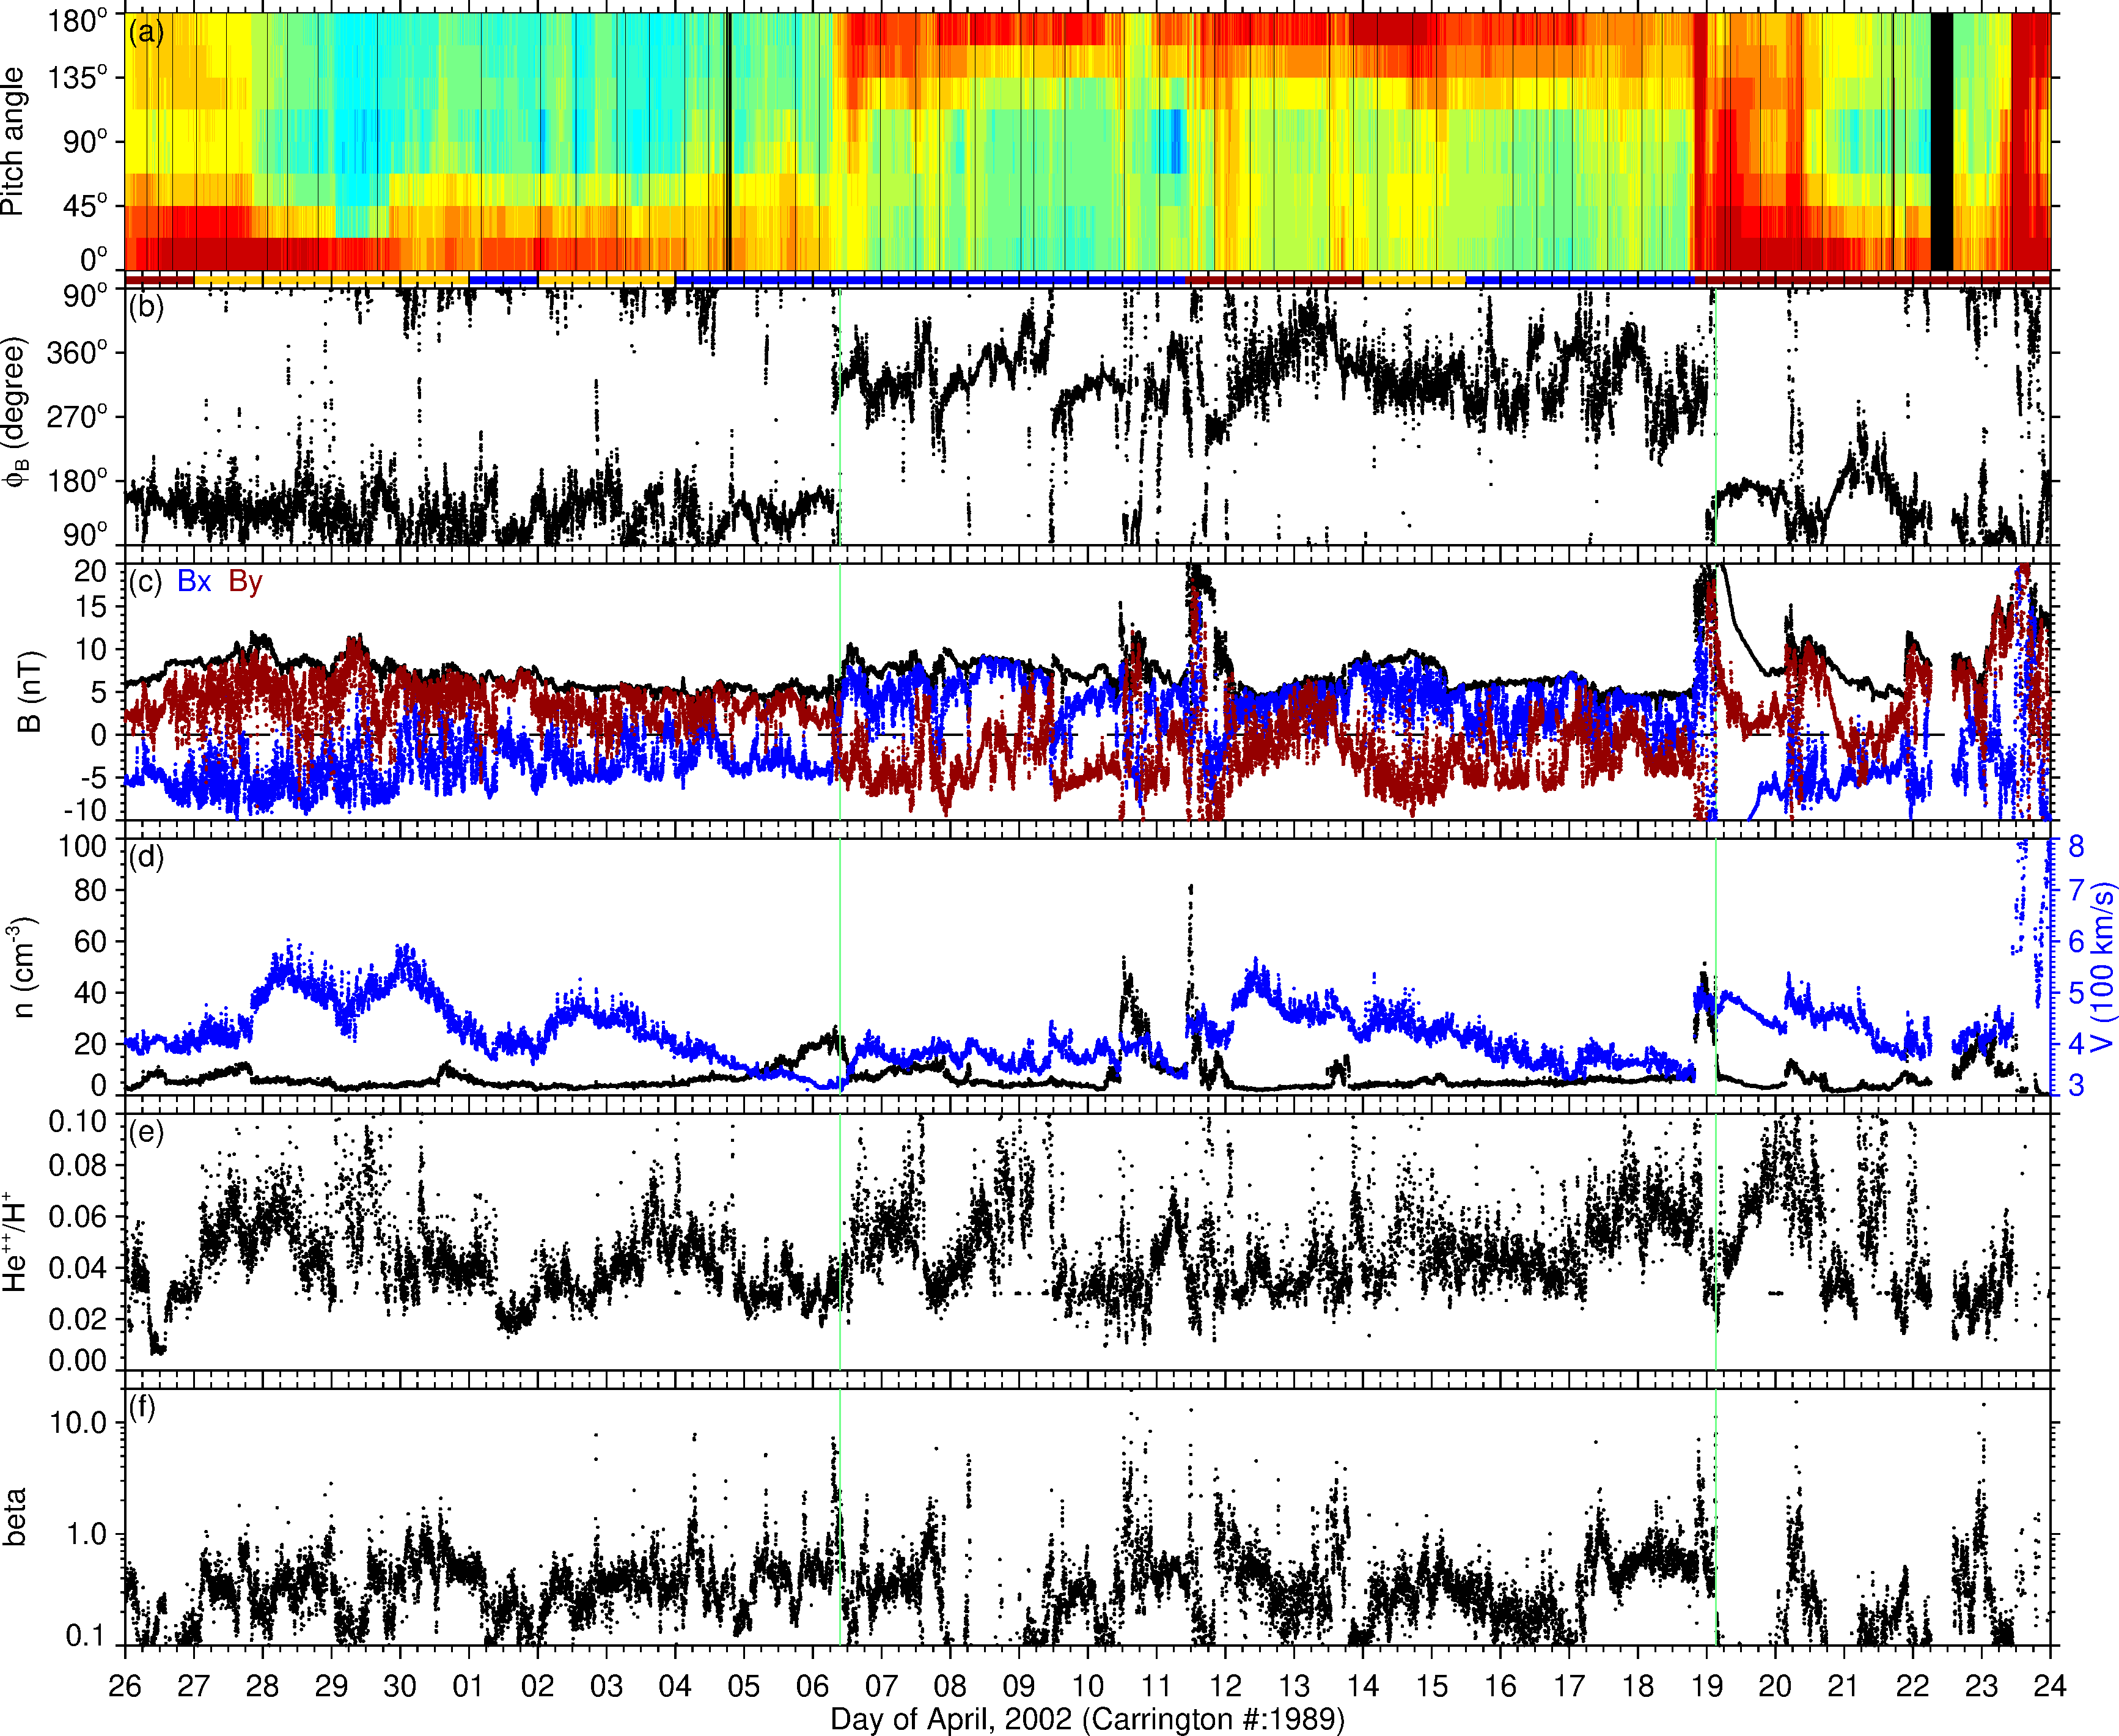 (a)
180°
135°
90°
45°
0°
Pitch angle
(b)
90°
360°
270°
180°
90°
ϕB (degree)
(c) Bx By
20
15
10
5
0
-5
-10
B (nT)
(d)
100
80
60
40
20
0
n (cm-3)
8
7
6
5
4
3
V (100 km/s)
(e)
0.10
0.08
0.06
0.04
0.02
0.00
He++/H+
(f)
10.0
1.0
0.1
beta
26 27 28 29 30 01 02 03 04 05 06 07 08 09 10 11 12 13 14 15 16 17 18 19 20 21 22 23 24
Day of April, 2002 (Carrington #:1989)